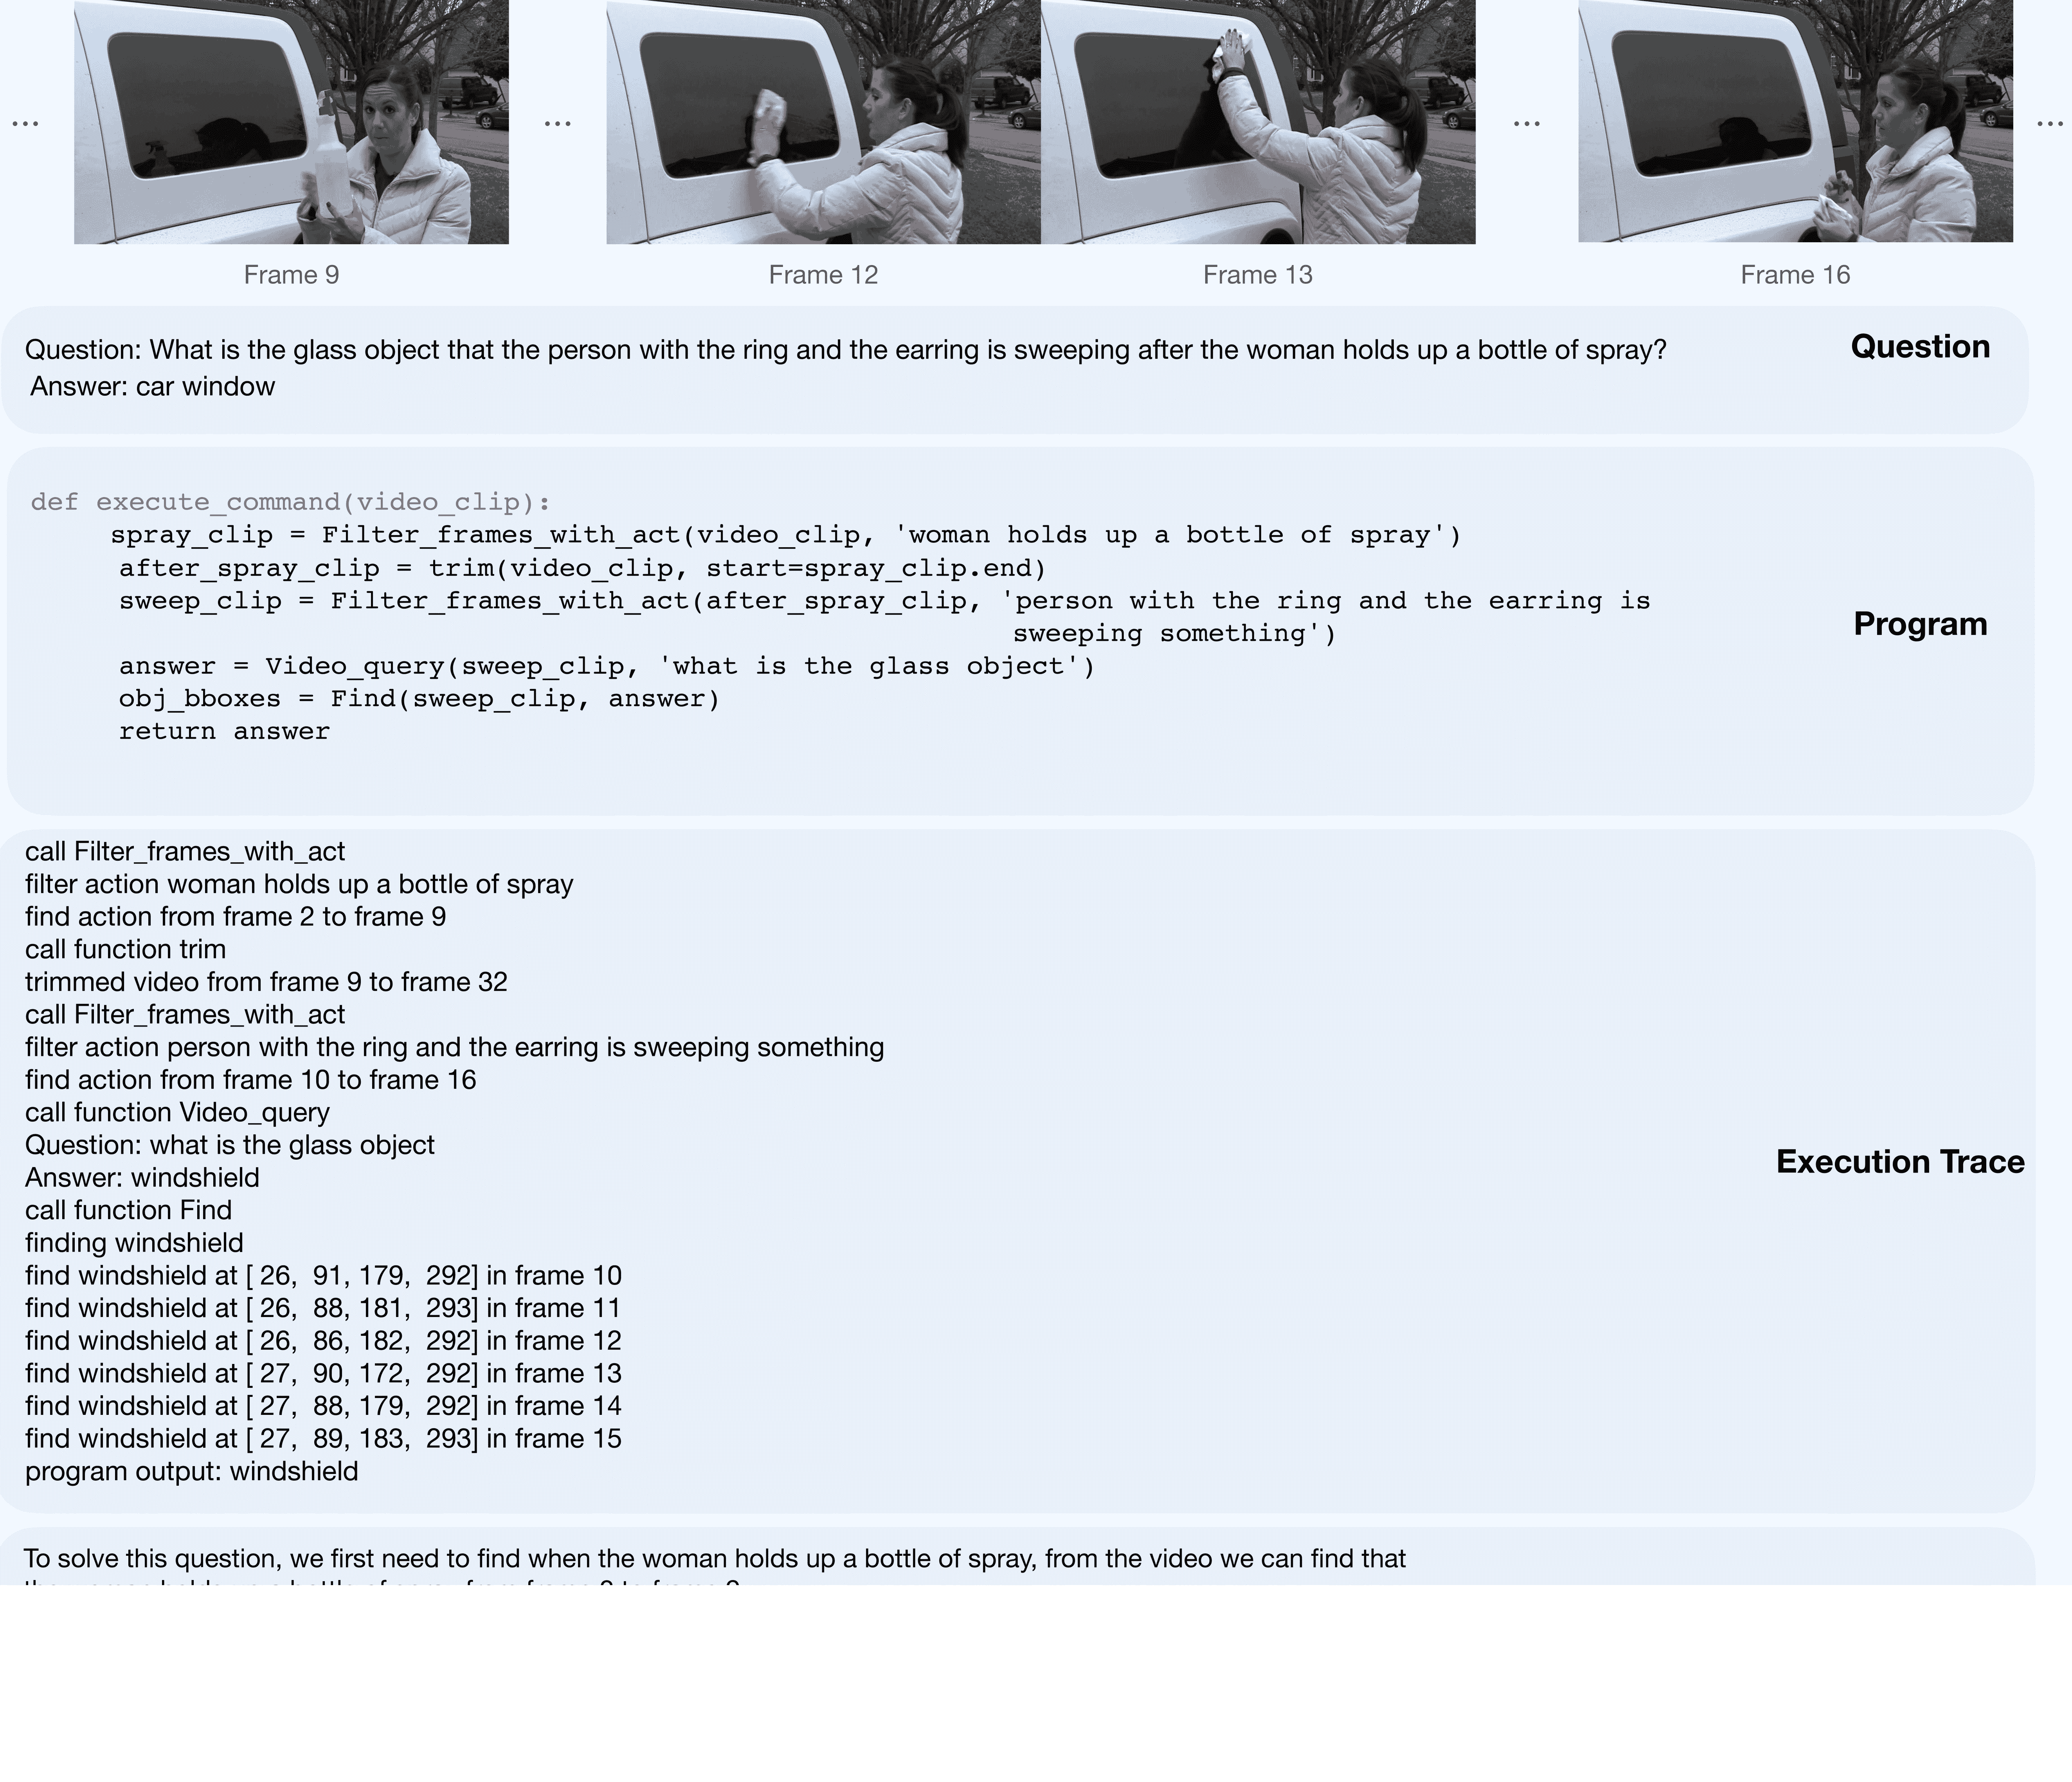 ... ... ... ...
Frame 9 Frame 12 Frame 13 Frame 16
Question: What is the glass object that the person with the ring and the earring is sweeping after the woman holds up a bottle of spray?
Question
Answer: car window
def execute_command(video_clip):
spray_clip = Filter_frames_with_act(video_clip, 'woman holds up a bottle of spray')
after_spray_clip = trim(video_clip, start=spray_clip.end)
sweep_clip = Filter_frames_with_act(after_spray_clip, 'person with the ring and the earring is
sweeping something')
Program
answer = Video_query(sweep_clip, 'what is the glass object')
obj_bboxes = Find(sweep_clip, answer)
return answer
call Filter_frames_with_act
filter action woman holds up a bottle of spray
find action from frame 2 to frame 9
call function trim
trimmed video from frame 9 to frame 32
call Filter_frames_with_act
filter action person with the ring and the earring is sweeping something
find action from frame 10 to frame 16
call function Video_query
Question: what is the glass object
Execution Trace
Answer: windshield
call function Find
finding windshield
find windshield at [ 26, 91, 179, 292] in frame 10
find windshield at [ 26, 88, 181, 293] in frame 11
find windshield at [ 26, 86, 182, 292] in frame 12
find windshield at [ 27, 90, 172, 292] in frame 13
find windshield at [ 27, 88, 179, 292] in frame 14
find windshield at [ 27, 89, 183, 293] in frame 15
program output: windshield
To solve this question, we first need to find when the woman holds up a bottle of spray, from the video we can find that